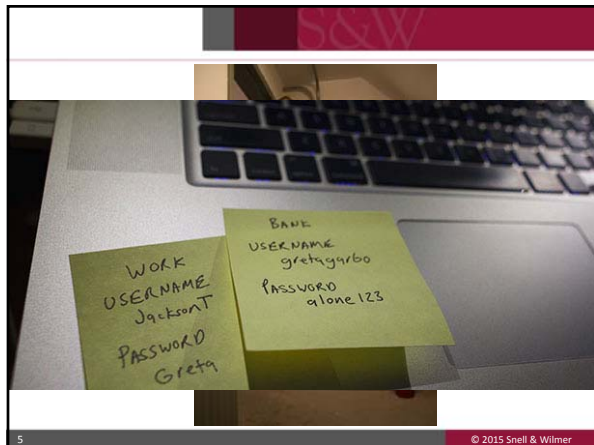 S&W
WORK
USERNAME
JacksonT
PASSWORD
Greta
BANK
USERNAME
gretagarbo
PASSWORD
alone123
5
© 2015 Snell & Wilmer